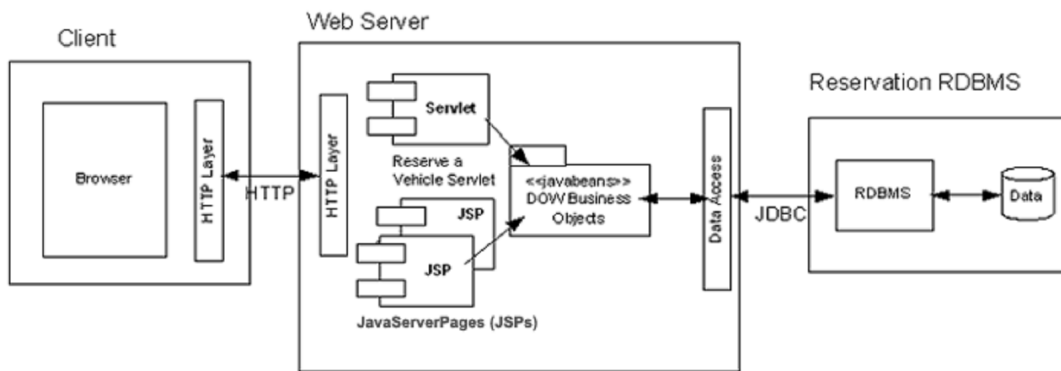 Client
Browser
HTTP Layer
HTTP
Web Server
HTTP Layer
Servlet
Reserve a
Vehicle Servlet
JSP
JSP
JavaServerPages (JSPs)
<<javabeans>>
DOW Business
Objects
Data Access
JDBC
Reservation RDBMS
RDBMS
Data